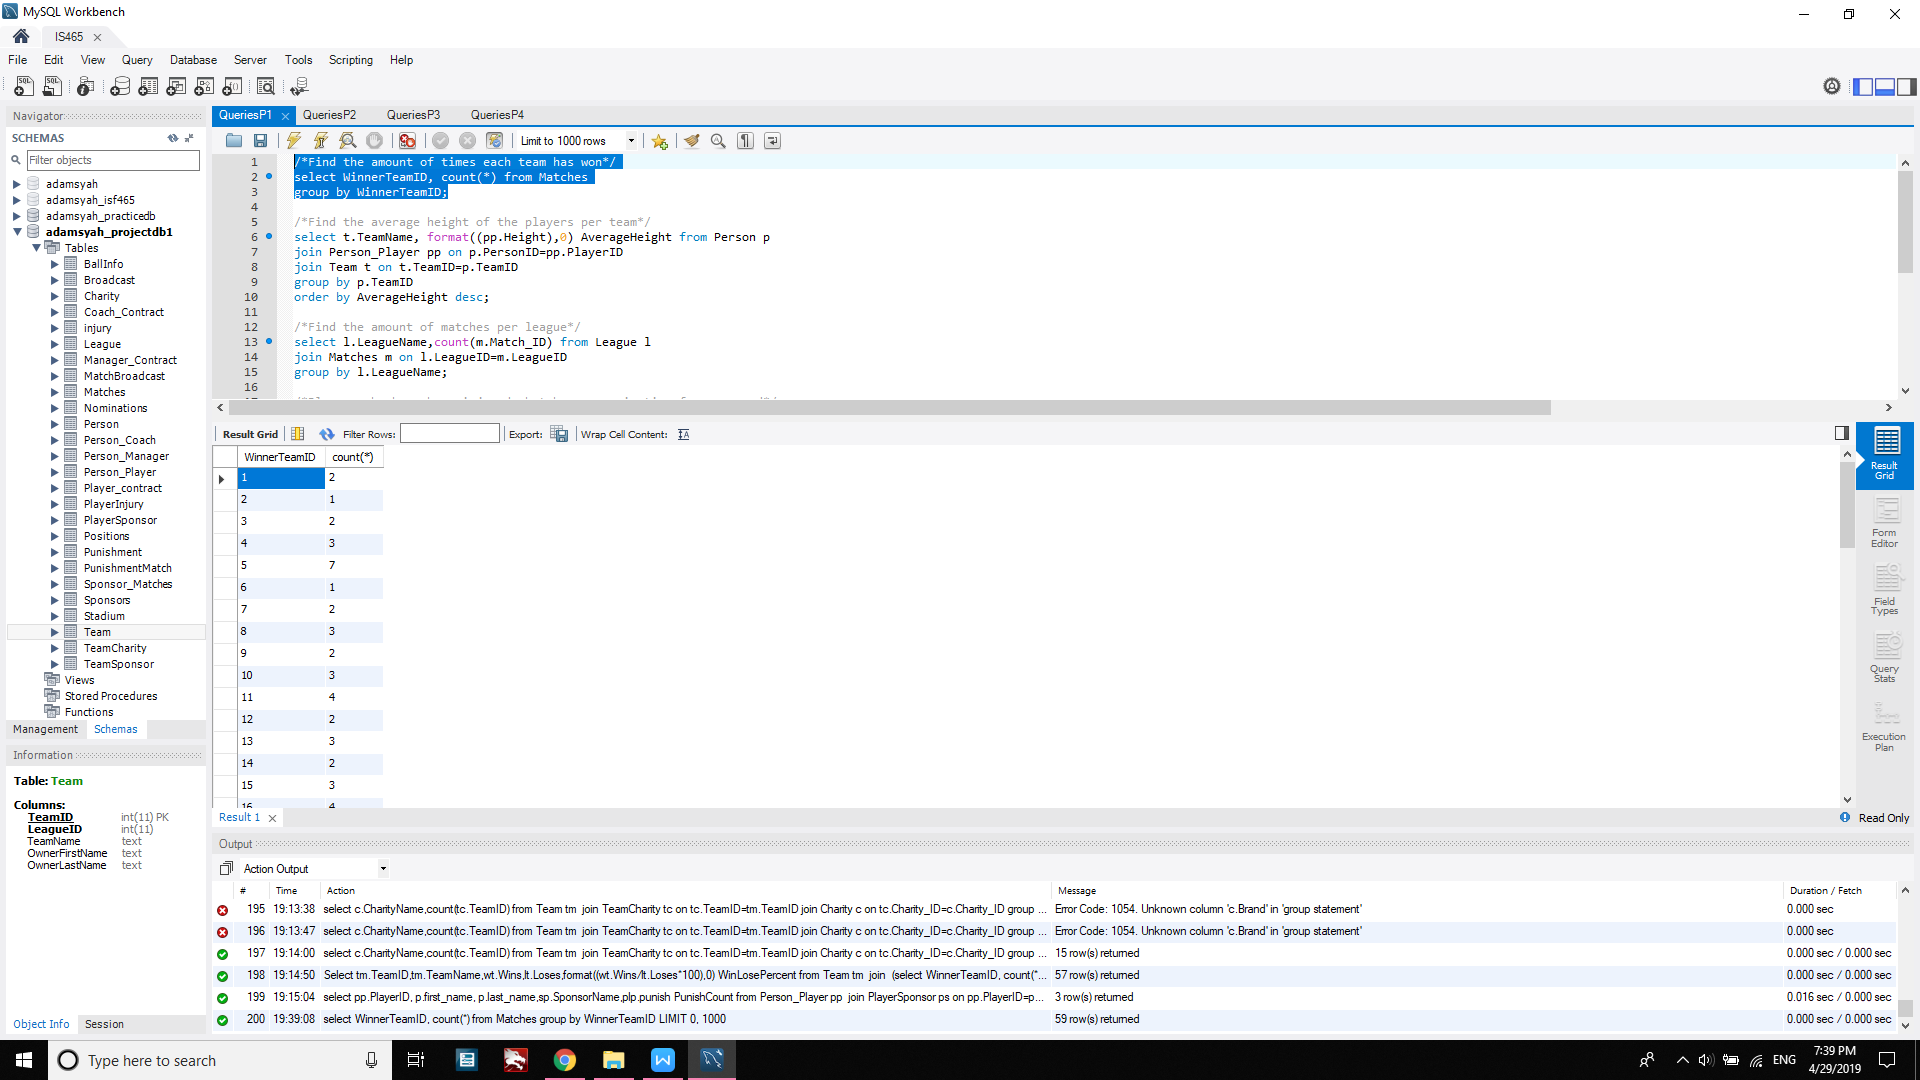 MySQL Workbench
IS465
File Edit View Query Database Server Tools Scripting Help
Navigator
SCHEMAS
Filter objects
adamsyah
adamsyah_isf465
adamsyah_practicedb
adamsyah_projectdb1
Tables
BallInfo
Broadcast
Charity
Coach_Contract
injury
League
Manager_Contract
MatchBroadcast
Matches
Nominations
Person
Person_Coach
Person_Manager
Person_Player
Player_contract
PlayerInjury
PlayerSponsor
Positions
Punishment
PunishmentMatch
Sponsor_Matches
Sponsors
Stadium
Team
TeamCharity
TeamSponsor
Views
Stored Procedures
Functions
Management Schemas
Information
Table: Team
Columns:
TeamID int(11) PK
LeagueID int(11)
TeamName text
OwnerFirstName text
OwnerLastName text
Object Info Session
QueriesP1 QueriesP2 QueriesP3 QueriesP4
Limit to 1000 rows
1 /*Find the amount of times each team has won*/
2 select WinnerTeamID, count(*) from Matches
3 group by WinnerTeamID;
4
5 /*Find the average height of the players per team*/
6 select t.TeamName, format((pp.Height),0) AverageHeight from Person p
7 join Person_Player pp on p.PersonID=pp.PlayerID
8 join Team t on t.TeamID=p.TeamID
9 group by p.TeamID
10 order by AverageHeight desc;
11
12 /*Find the amount of matches per league*/
13 select l.LeagueName,count(m.Match_ID) from League l
14 join Matches m on l.LeagueID=m.LeagueID
15 group by l.LeagueName;
16
Result Grid Filter Rows: Export: Wrap Cell Content:
WinnerTeamID count(*)
1 2
2 1
3 2
4 3
5 7
6 1
7 2
8 3
9 2
10 3
11 4
12 2
13 3
14 2
15 3
16 4
Result Grid
Form Editor
Field Types
Query Stats
Execution Plan
Result 1
Read Only
Output
Action Output
# Time Action Message Duration / Fetch
195 19:13:38 select c.CharityName,count(tc.TeamID) from Team tm join TeamCharity tc on tc.TeamID=tm.TeamID join Charity c on tc.Charity_ID=c.Charity_ID group ... Error Code: 1054. Unknown column 'c.Brand' in 'group statement' 0.000 sec
196 19:13:47 select c.CharityName,count(tc.TeamID) from Team tm join TeamCharity tc on tc.TeamID=tm.TeamID join Charity c on tc.Charity_ID=c.Charity_ID group ... Error Code: 1054. Unknown column 'c.Brand' in 'group statement' 0.000 sec
197 19:14:00 select c.CharityName,count(tc.TeamID) from Team tm join TeamCharity tc on tc.TeamID=tm.TeamID join Charity c on tc.Charity_ID=c.Charity_ID group ... 15 row(s) returned 0.000 sec / 0.000 sec
198 19:14:50 Select tm.TeamID,tm.TeamName,wt.Wins,lt.Loses,format((wt.Wins/lt.Loses*100),0) WinLosePercent from Team tm join (select WinnerTeamID, count(*... 57 row(s) returned 0.000 sec / 0.000 sec
199 19:15:04 select pp.PlayerID, p.first_name, p.last_name,sp.SponsorName,plp.punish PunishCount from Person_Player pp join PlayerSponsor ps on pp.PlayerID=p... 3 row(s) returned 0.016 sec / 0.000 sec
200 19:39:08 select WinnerTeamID, count(*) from Matches group by WinnerTeamID LIMIT 0, 1000 59 row(s) returned 0.000 sec / 0.000 sec
Type here to search
ENG
7:39 PM
4/29/2019